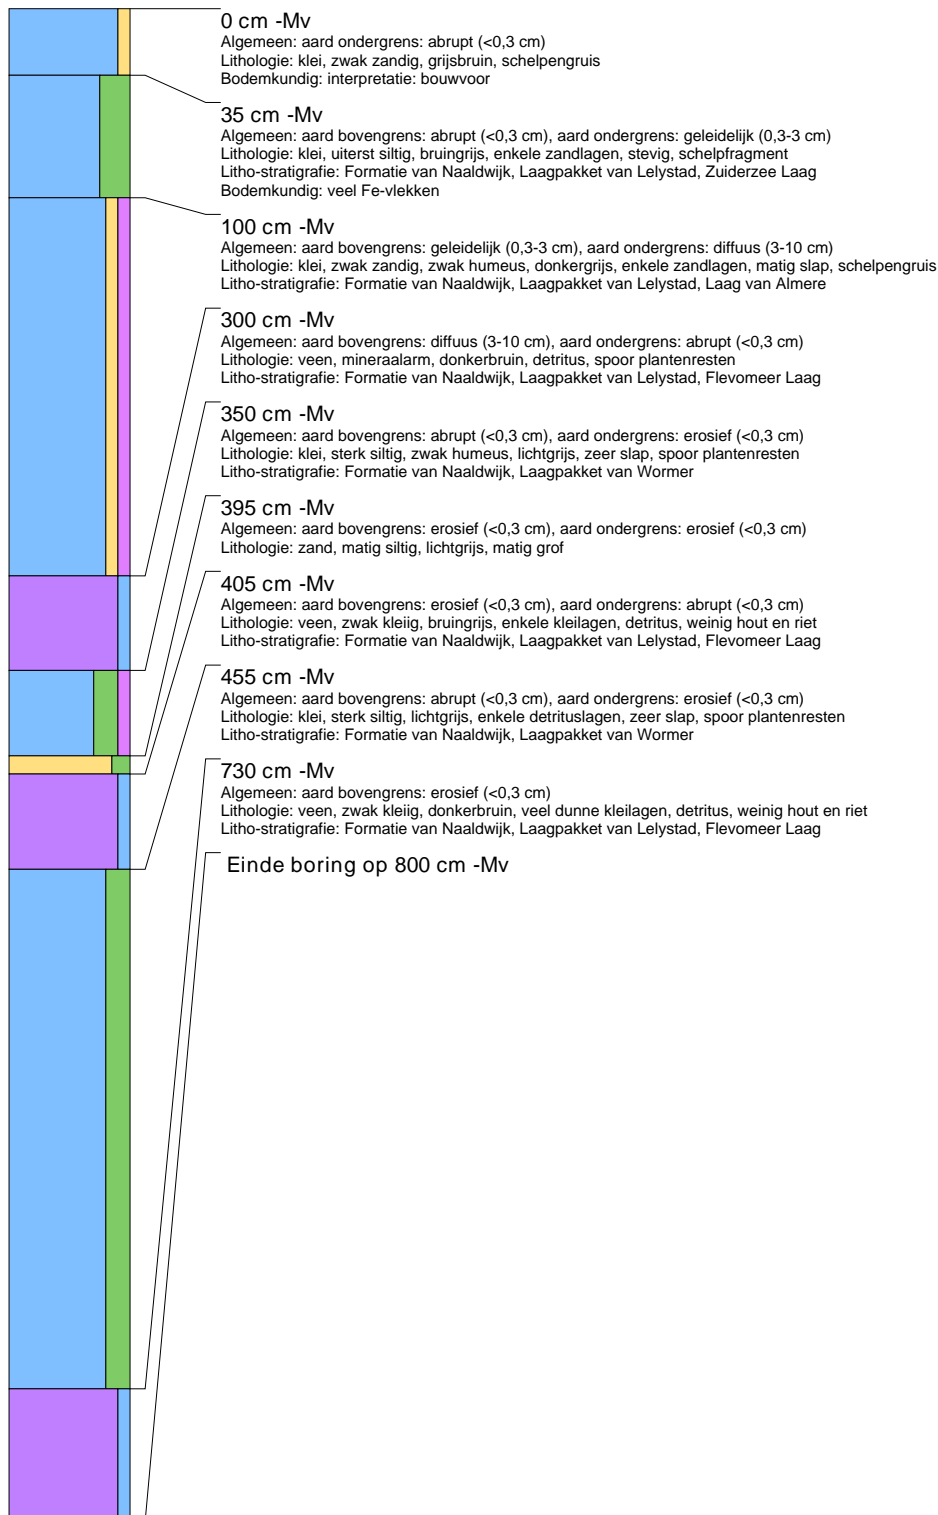 0 cm -Mv
Algemeen: aard ondergrens: abrupt (<0,3 cm)
Lithologie: klei, zwak zandig, grijsbruin, schelpengruis
Bodemkundig: interpretatie: bouwvoor
35 cm -Mv
Algemeen: aard bovengrens: abrupt (<0,3 cm), aard ondergrens: geleidelijk (0,3-3 cm)
Lithologie: klei, uiterst siltig, bruingrijs, enkele zandlagen, stevig, schelpfragment
Litho-stratigrafie: Formatie van Naaldwijk, Laagpakket van Lelystad, Zuiderzee Laag
Bodemkundig: veel Fe-vlekken
100 cm -Mv
Algemeen: aard bovengrens: geleidelijk (0,3-3 cm), aard ondergrens: diffuus (3-10 cm)
Lithologie: klei, zwak zandig, zwak humeus, donkergrijs, enkele zandlagen, matig slap, schelpengruis
Litho-stratigrafie: Formatie van Naaldwijk, Laagpakket van Lelystad, Laag van Almere
300 cm -Mv
Algemeen: aard bovengrens: diffuus (3-10 cm), aard ondergrens: abrupt (<0,3 cm)
Lithologie: veen, mineraalarm, donkerbruin, detritus, spoor plantenresten
Litho-stratigrafie: Formatie van Naaldwijk, Laagpakket van Lelystad, Flevomeer Laag
350 cm -Mv
Algemeen: aard bovengrens: abrupt (<0,3 cm), aard ondergrens: erosief (<0,3 cm)
Lithologie: klei, sterk siltig, zwak humeus, lichtgrijs, zeer slap, spoor plantenresten
Litho-stratigrafie: Formatie van Naaldwijk, Laagpakket van Wormer
395 cm -Mv
Algemeen: aard bovengrens: erosief (<0,3 cm), aard ondergrens: erosief (<0,3 cm)
Lithologie: zand, matig siltig, lichtgrijs, matig grof
405 cm -Mv
Algemeen: aard bovengrens: erosief (<0,3 cm), aard ondergrens: abrupt (<0,3 cm)
Lithologie: veen, zwak kleiig, bruingrijs, enkele kleilagen, detritus, weinig hout en riet
Litho-stratigrafie: Formatie van Naaldwijk, Laagpakket van Lelystad, Flevomeer Laag
455 cm -Mv
Algemeen: aard bovengrens: abrupt (<0,3 cm), aard ondergrens: erosief (<0,3 cm)
Lithologie: klei, sterk siltig, lichtgrijs, enkele detrituslagen, zeer slap, spoor plantenresten
Litho-stratigrafie: Formatie van Naaldwijk, Laagpakket van Wormer
730 cm -Mv
Algemeen: aard bovengrens: erosief (<0,3 cm)
Lithologie: veen, zwak kleiig, donkerbruin, veel dunne kleilagen, detritus, weinig hout en riet
Litho-stratigrafie: Formatie van Naaldwijk, Laagpakket van Lelystad, Flevomeer Laag
Einde boring op 800 cm -Mv